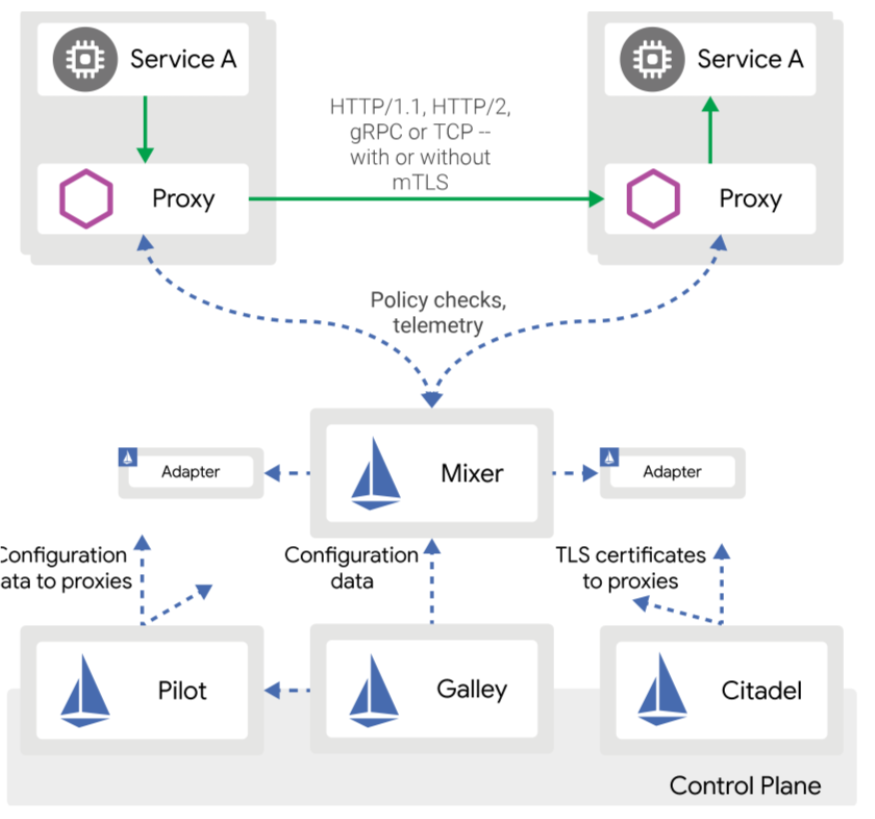 Service A
Service A
HTTP/1.1, HTTP/2,
gRPC or TCP --
with or without
mTLS
Proxy
Proxy
Policy checks,
telemetry
Mixer
Adapter
Adapter
Configuration
ata to proxies
Configuration
data
TLS certificates
to proxies
Pilot
Galley
Citadel
Control Plane